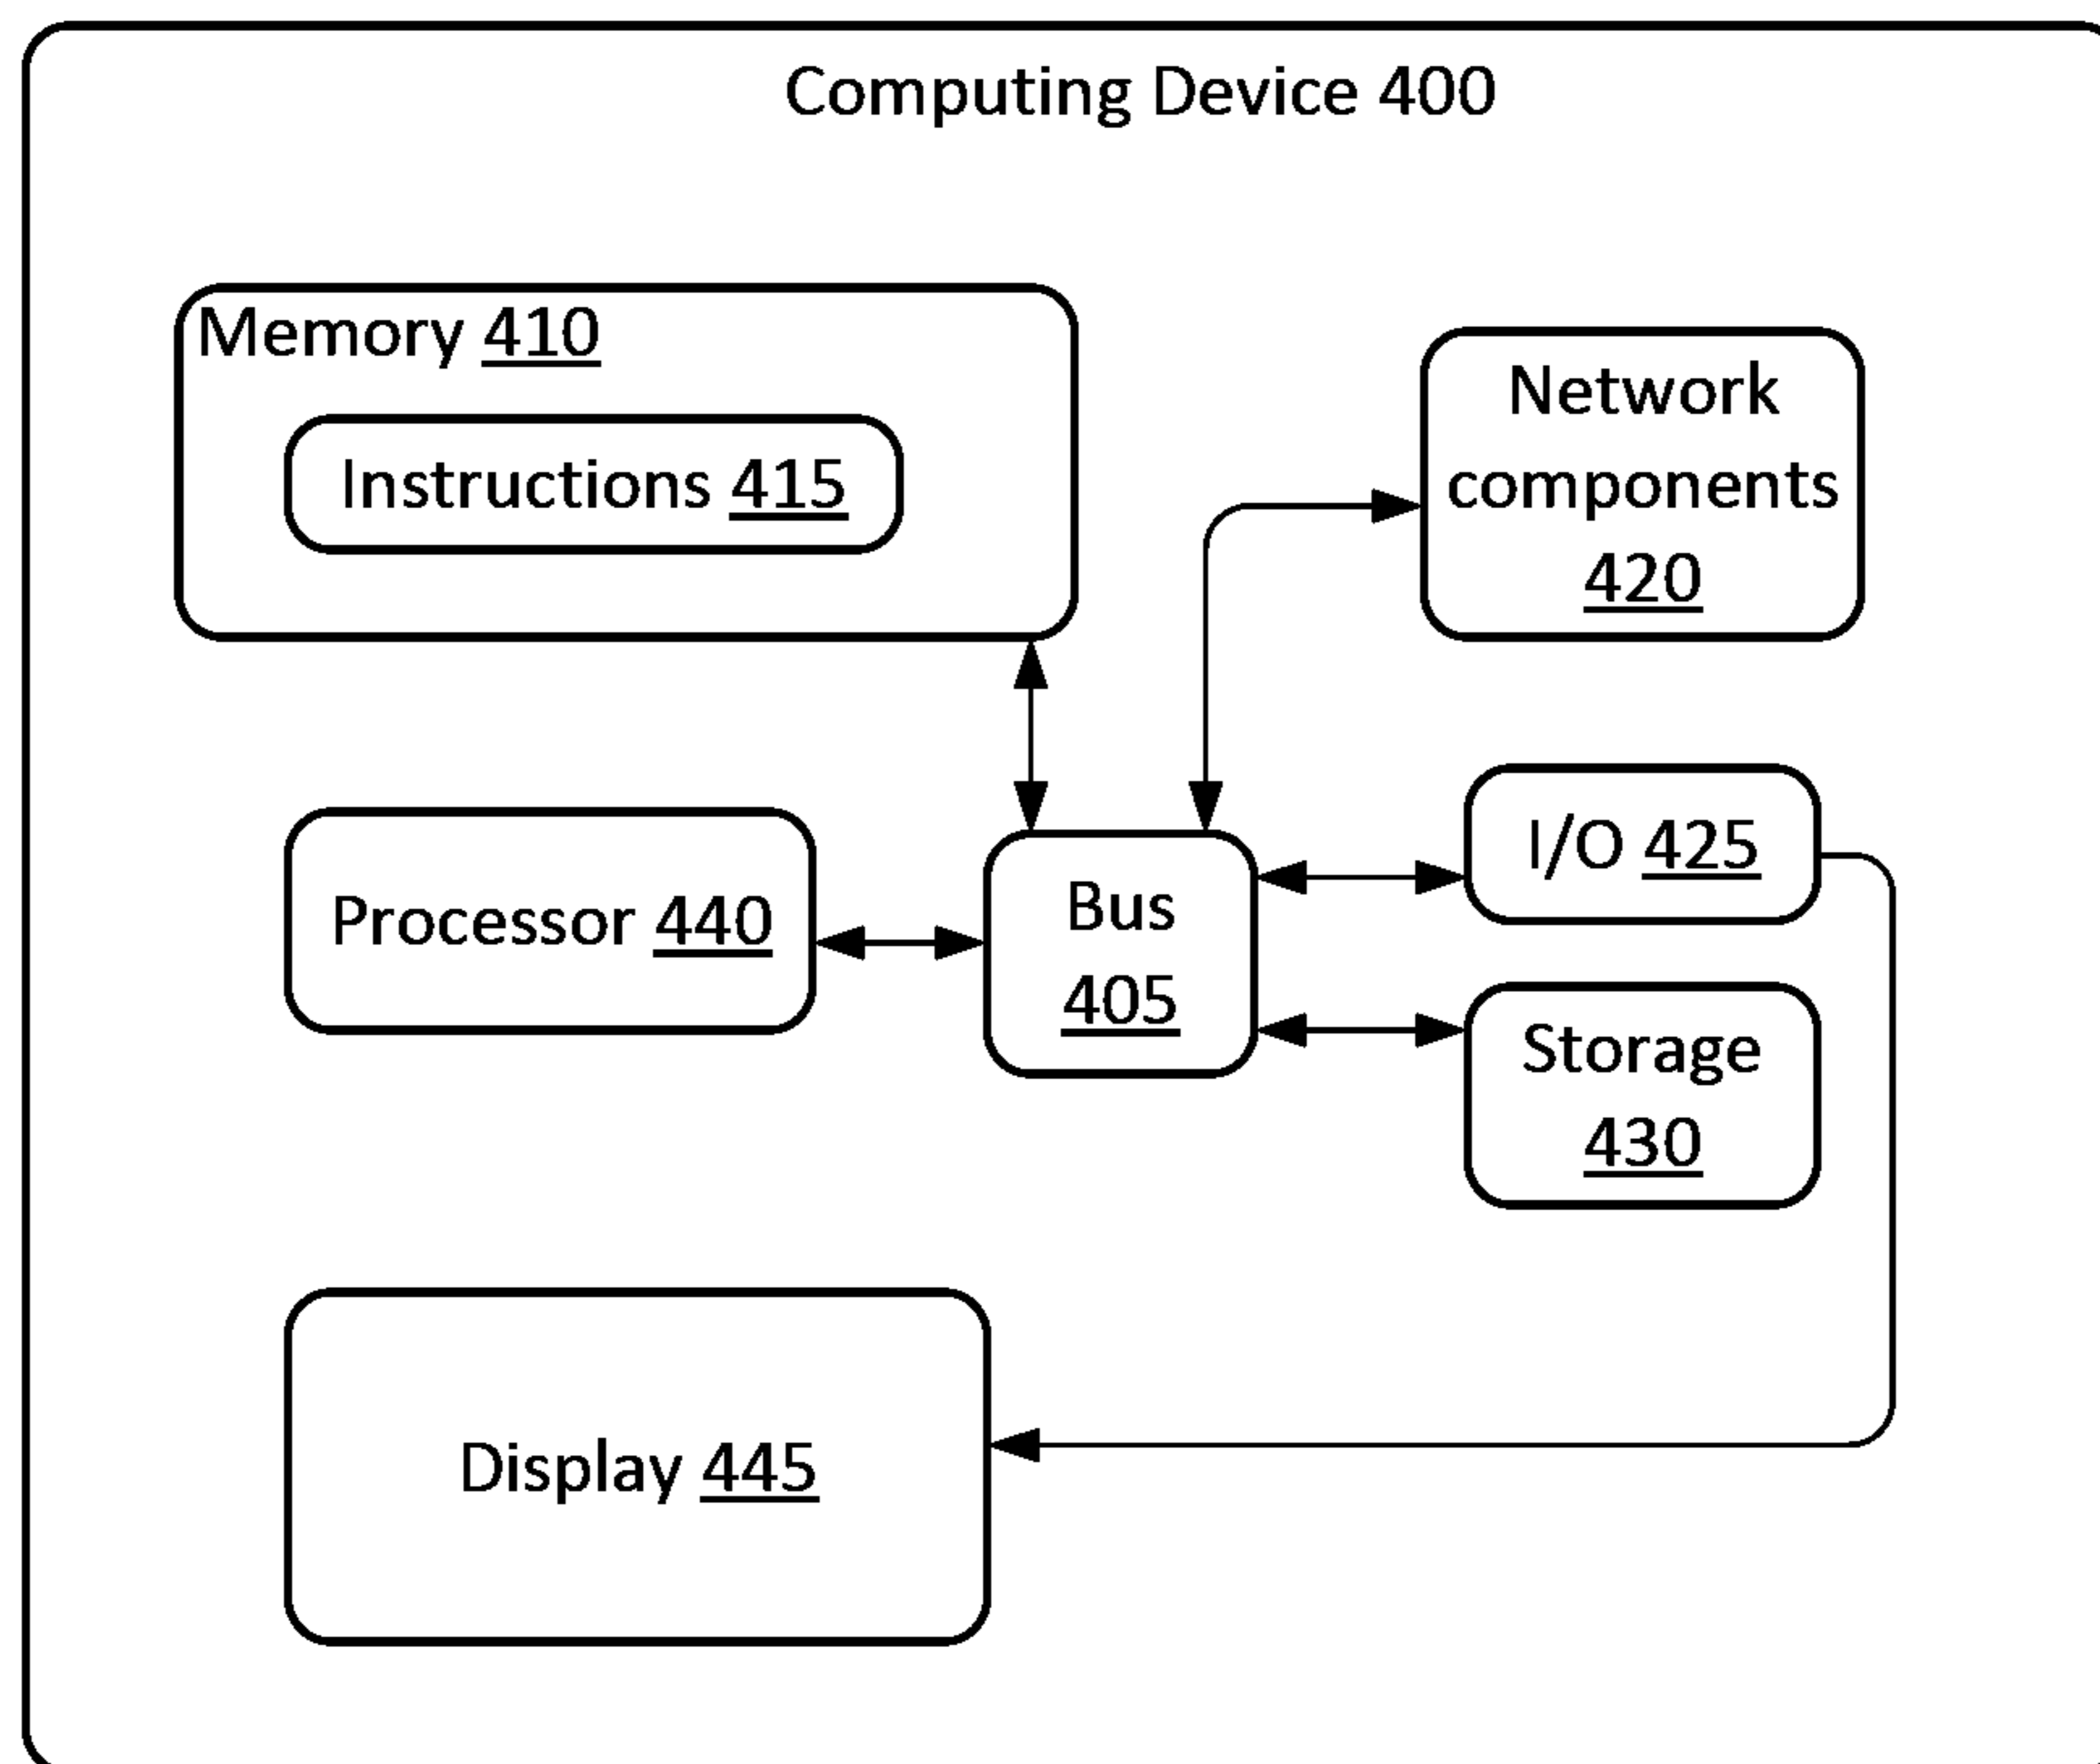 Computing Device 400
Memory 410
Instructions 415
Network
components
420
Processor 440
Bus
405
I/O 425
Storage
430
Display 445